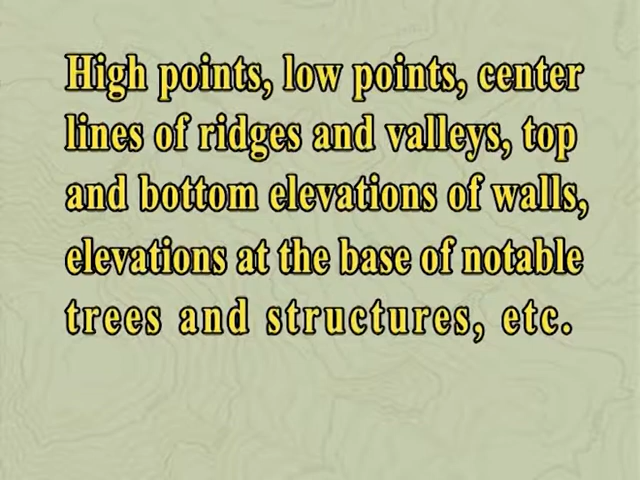 High points, low points, center
lines of ridges and valleys, top
and bottom elevations of walls,
elevations at the base of notable
trees and structures, etc.